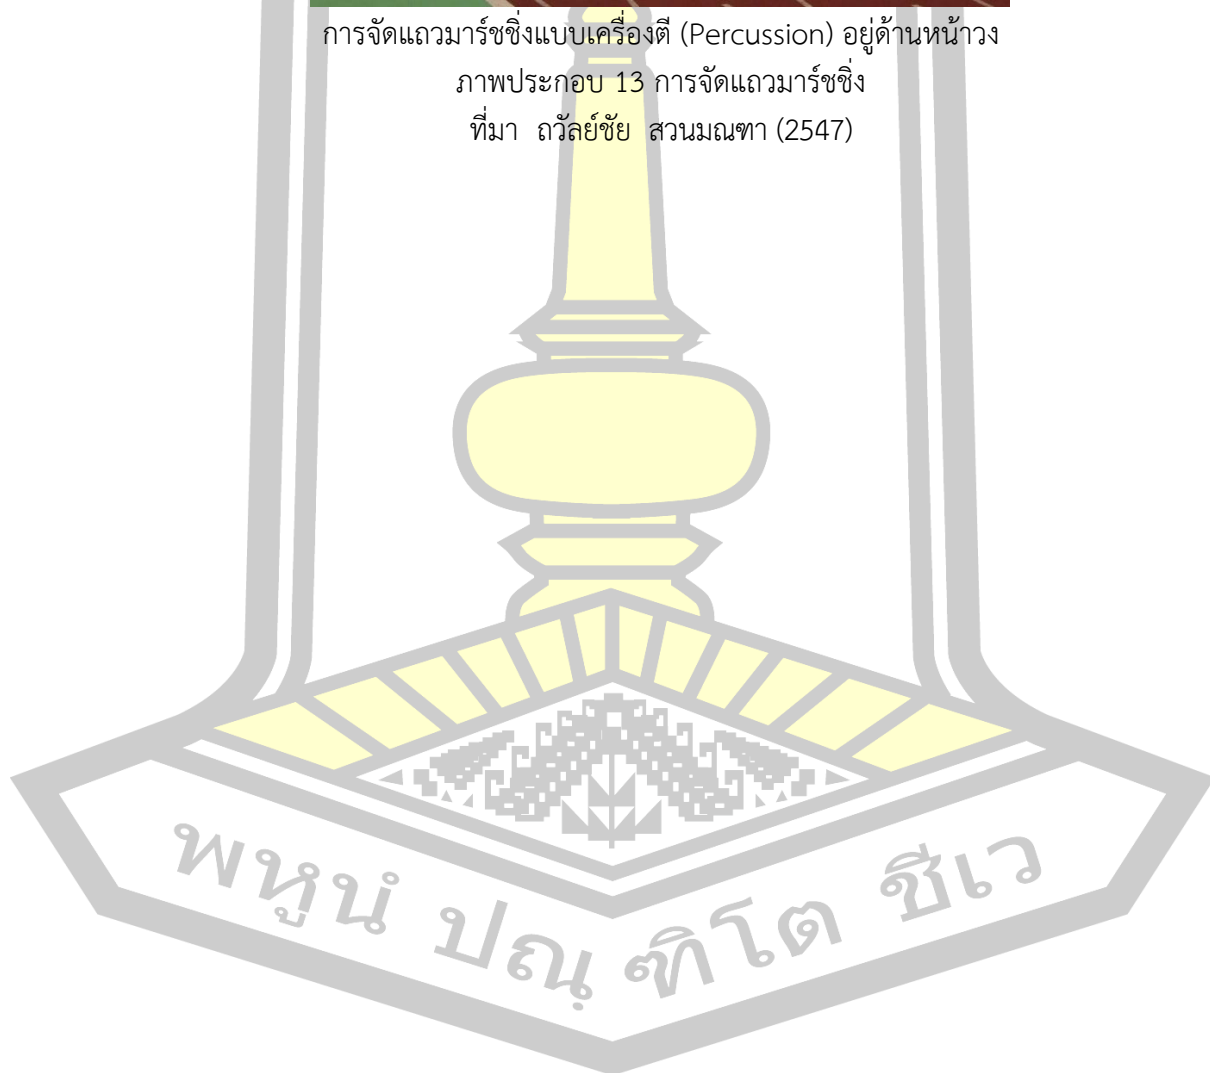 การจัดแถวมาร์ชชิ่งแบบเครื่องตี (Percussion) อยู่ด้านหน้าวง
ภาพประกอบ 13 การจัดแถวมาร์ชชิ่ง
ที่มา ถวัลย์ชัย สวนมณฑา (2547)
พหูนํ ปณฺฑิโต ชีเว